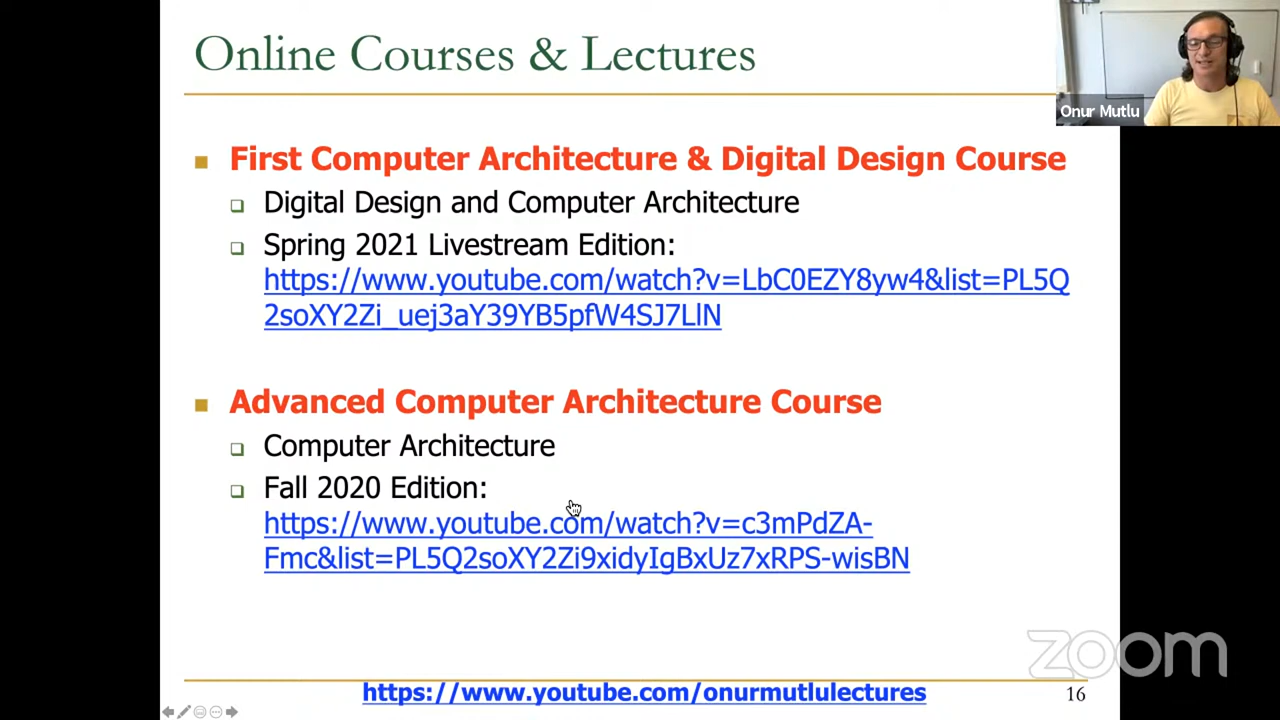 Online Courses & Lectures
Onur Mutlu
First Computer Architecture & Digital Design Course
Digital Design and Computer Architecture
Spring 2021 Livestream Edition:
https://www.youtube.com/watch?v=LbC0EZY8yw4&list=PL5Q
2soXY2Zi_uej3aY39YB5pfW4SJ7LlN
Advanced Computer Architecture Course
Computer Architecture
Fall 2020 Edition:
https://www.youtube.com/watch?v=c3mPdZA-
Fmc&list=PL5Q2soXY2Zi9xidyIgBxUz7xRPS-wisBN
zoom
https://www.youtube.com/onurmutlulectures
16